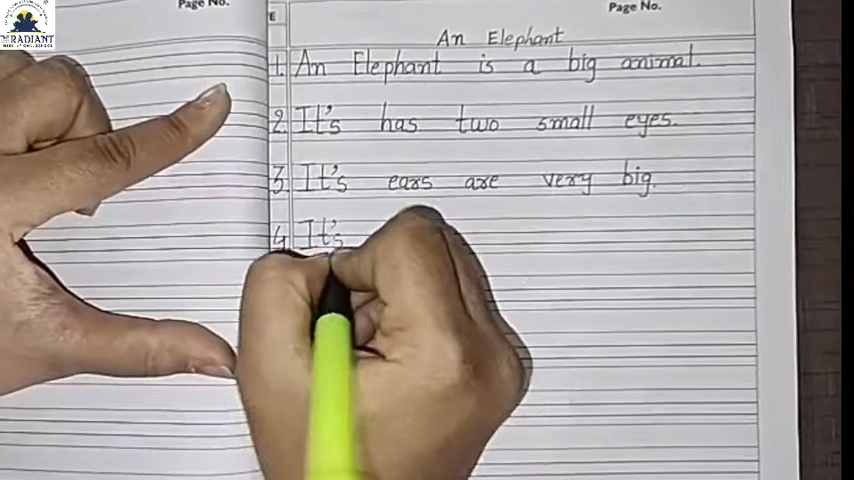 THE RADIANT
Page No.
Page No.
E
An Elephant
1. An Elephant is a big animal.
2. It's has two small eyes.
3. It's ears are very big.
4 It's